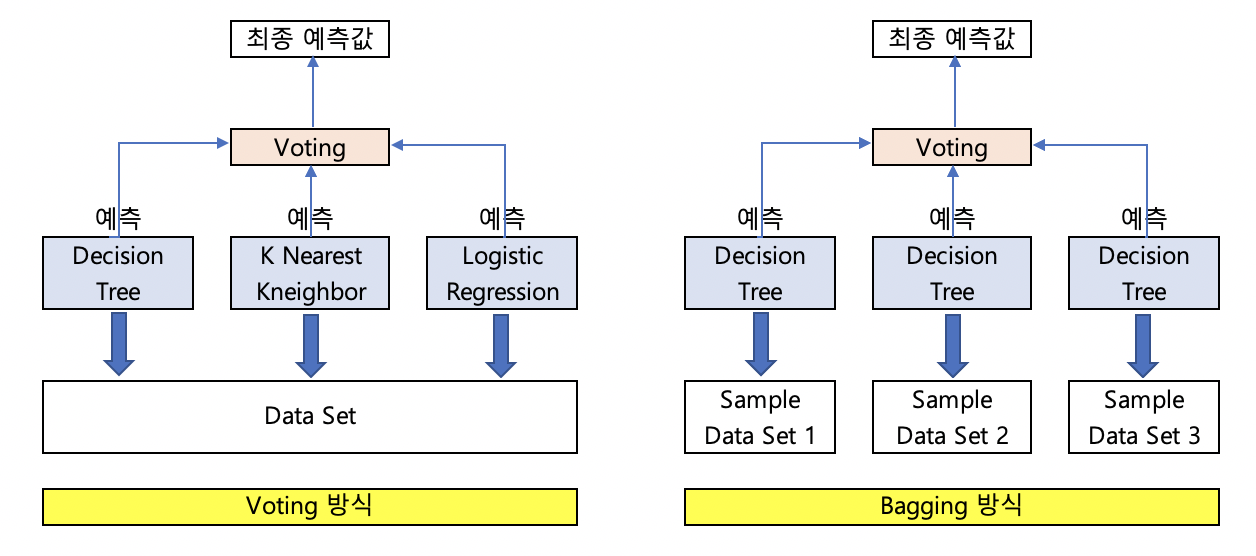 최종 예측값
Voting
예측
예측
예측
Decision
Tree
K Nearest
Kneighbor
Logistic
Regression
Data Set
Voting 방식
최종 예측값
Voting
예측
예측
예측
Decision
Tree
Decision
Tree
Decision
Tree
Sample
Data Set 1
Sample
Data Set 2
Sample
Data Set 3
Bagging 방식